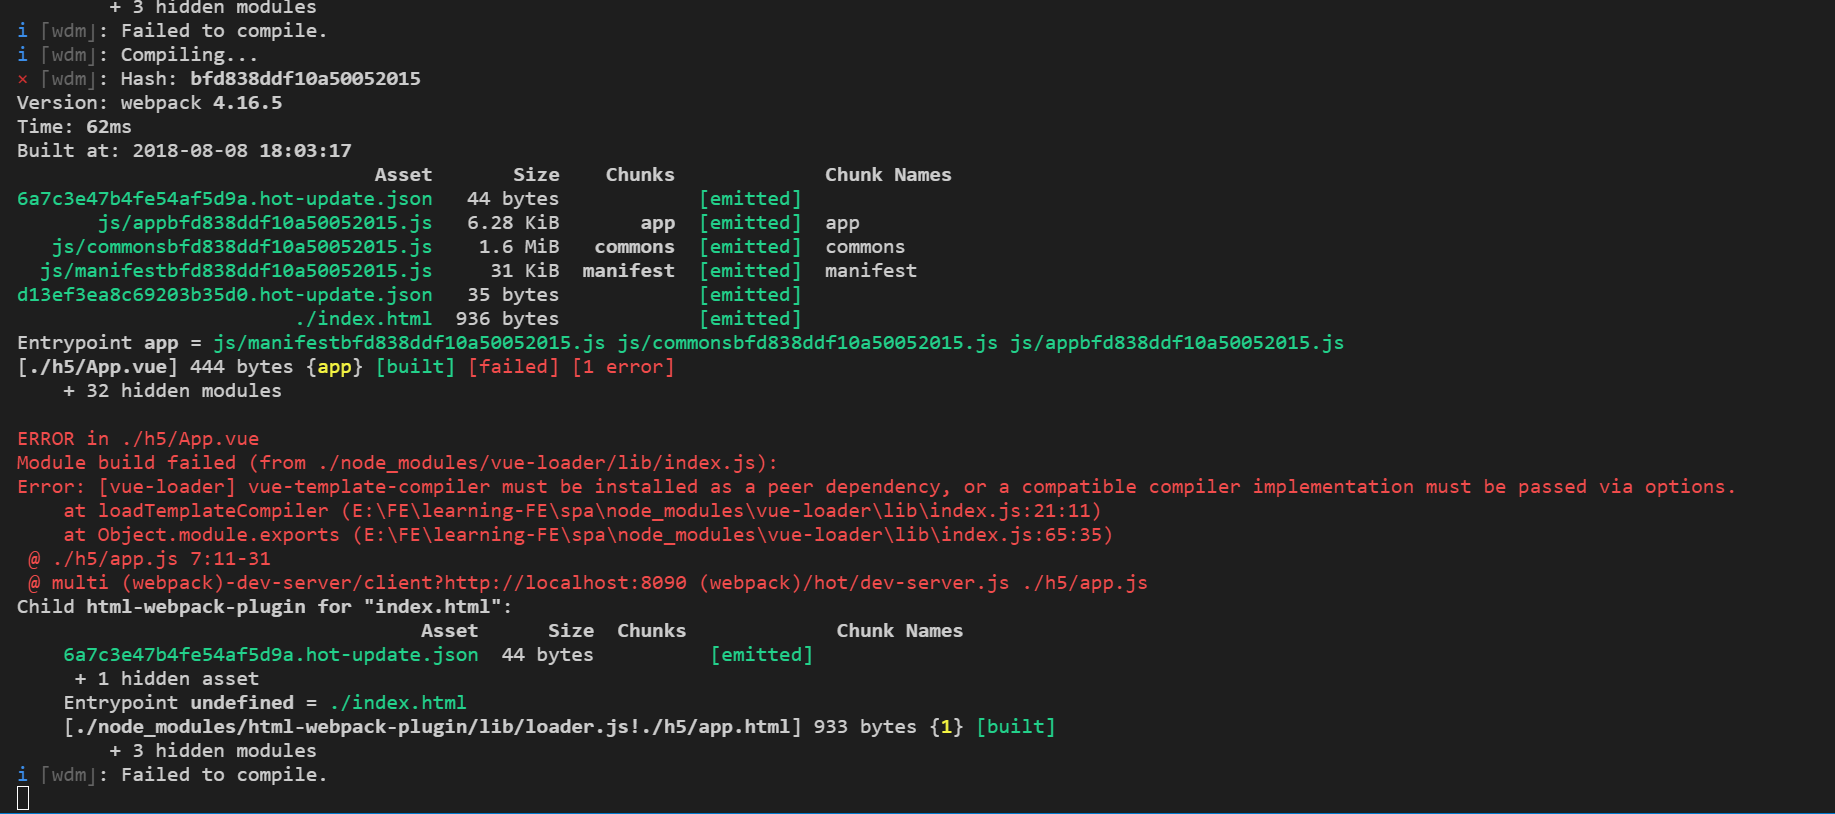 + 3 hidden modules
i ｢wdm｣: Failed to compile.
i ｢wdm｣: Compiling...
× ｢wdm｣: Hash: bfd838ddf10a50052015
Version: webpack 4.16.5
Time: 62ms
Built at: 2018-08-08 18:03:17
Asset Size Chunks Chunk Names
6a7c3e47b4fe54af5d9a.hot-update.json 44 bytes [emitted]
js/appbfd838ddf10a50052015.js 6.28 KiB app [emitted] app
js/commonsbfd838ddf10a50052015.js 1.6 MiB commons [emitted] commons
js/manifestbfd838ddf10a50052015.js 31 KiB manifest [emitted] manifest
d13ef3ea8c69203b35d0.hot-update.json 35 bytes [emitted]
./index.html 936 bytes [emitted]
Entrypoint app = js/manifestbfd838ddf10a50052015.js js/commonsbfd838ddf10a50052015.js js/appbfd838ddf10a50052015.js
[./h5/App.vue] 444 bytes {app} [built] [failed] [1 error]
+ 32 hidden modules
ERROR in ./h5/App.vue
Module build failed (from ./node_modules/vue-loader/lib/index.js):
Error: [vue-loader] vue-template-compiler must be installed as a peer dependency, or a compatible compiler implementation must be passed via options.
at loadTemplateCompiler (E:\FE\learning-FE\spa\node_modules\vue-loader\lib\index.js:21:11)
at Object.module.exports (E:\FE\learning-FE\spa\node_modules\vue-loader\lib\index.js:65:35)
@ ./h5/app.js 7:11-31
@ multi (webpack)-dev-server/client?http://localhost:8090 (webpack)/hot/dev-server.js ./h5/app.js
Child html-webpack-plugin for "index.html":
Asset Size Chunks Chunk Names
6a7c3e47b4fe54af5d9a.hot-update.json 44 bytes [emitted]
+ 1 hidden asset
Entrypoint undefined = ./index.html
[./node_modules/html-webpack-plugin/lib/loader.js!./h5/app.html] 933 bytes {1} [built]
+ 3 hidden modules
i ｢wdm｣: Failed to compile.